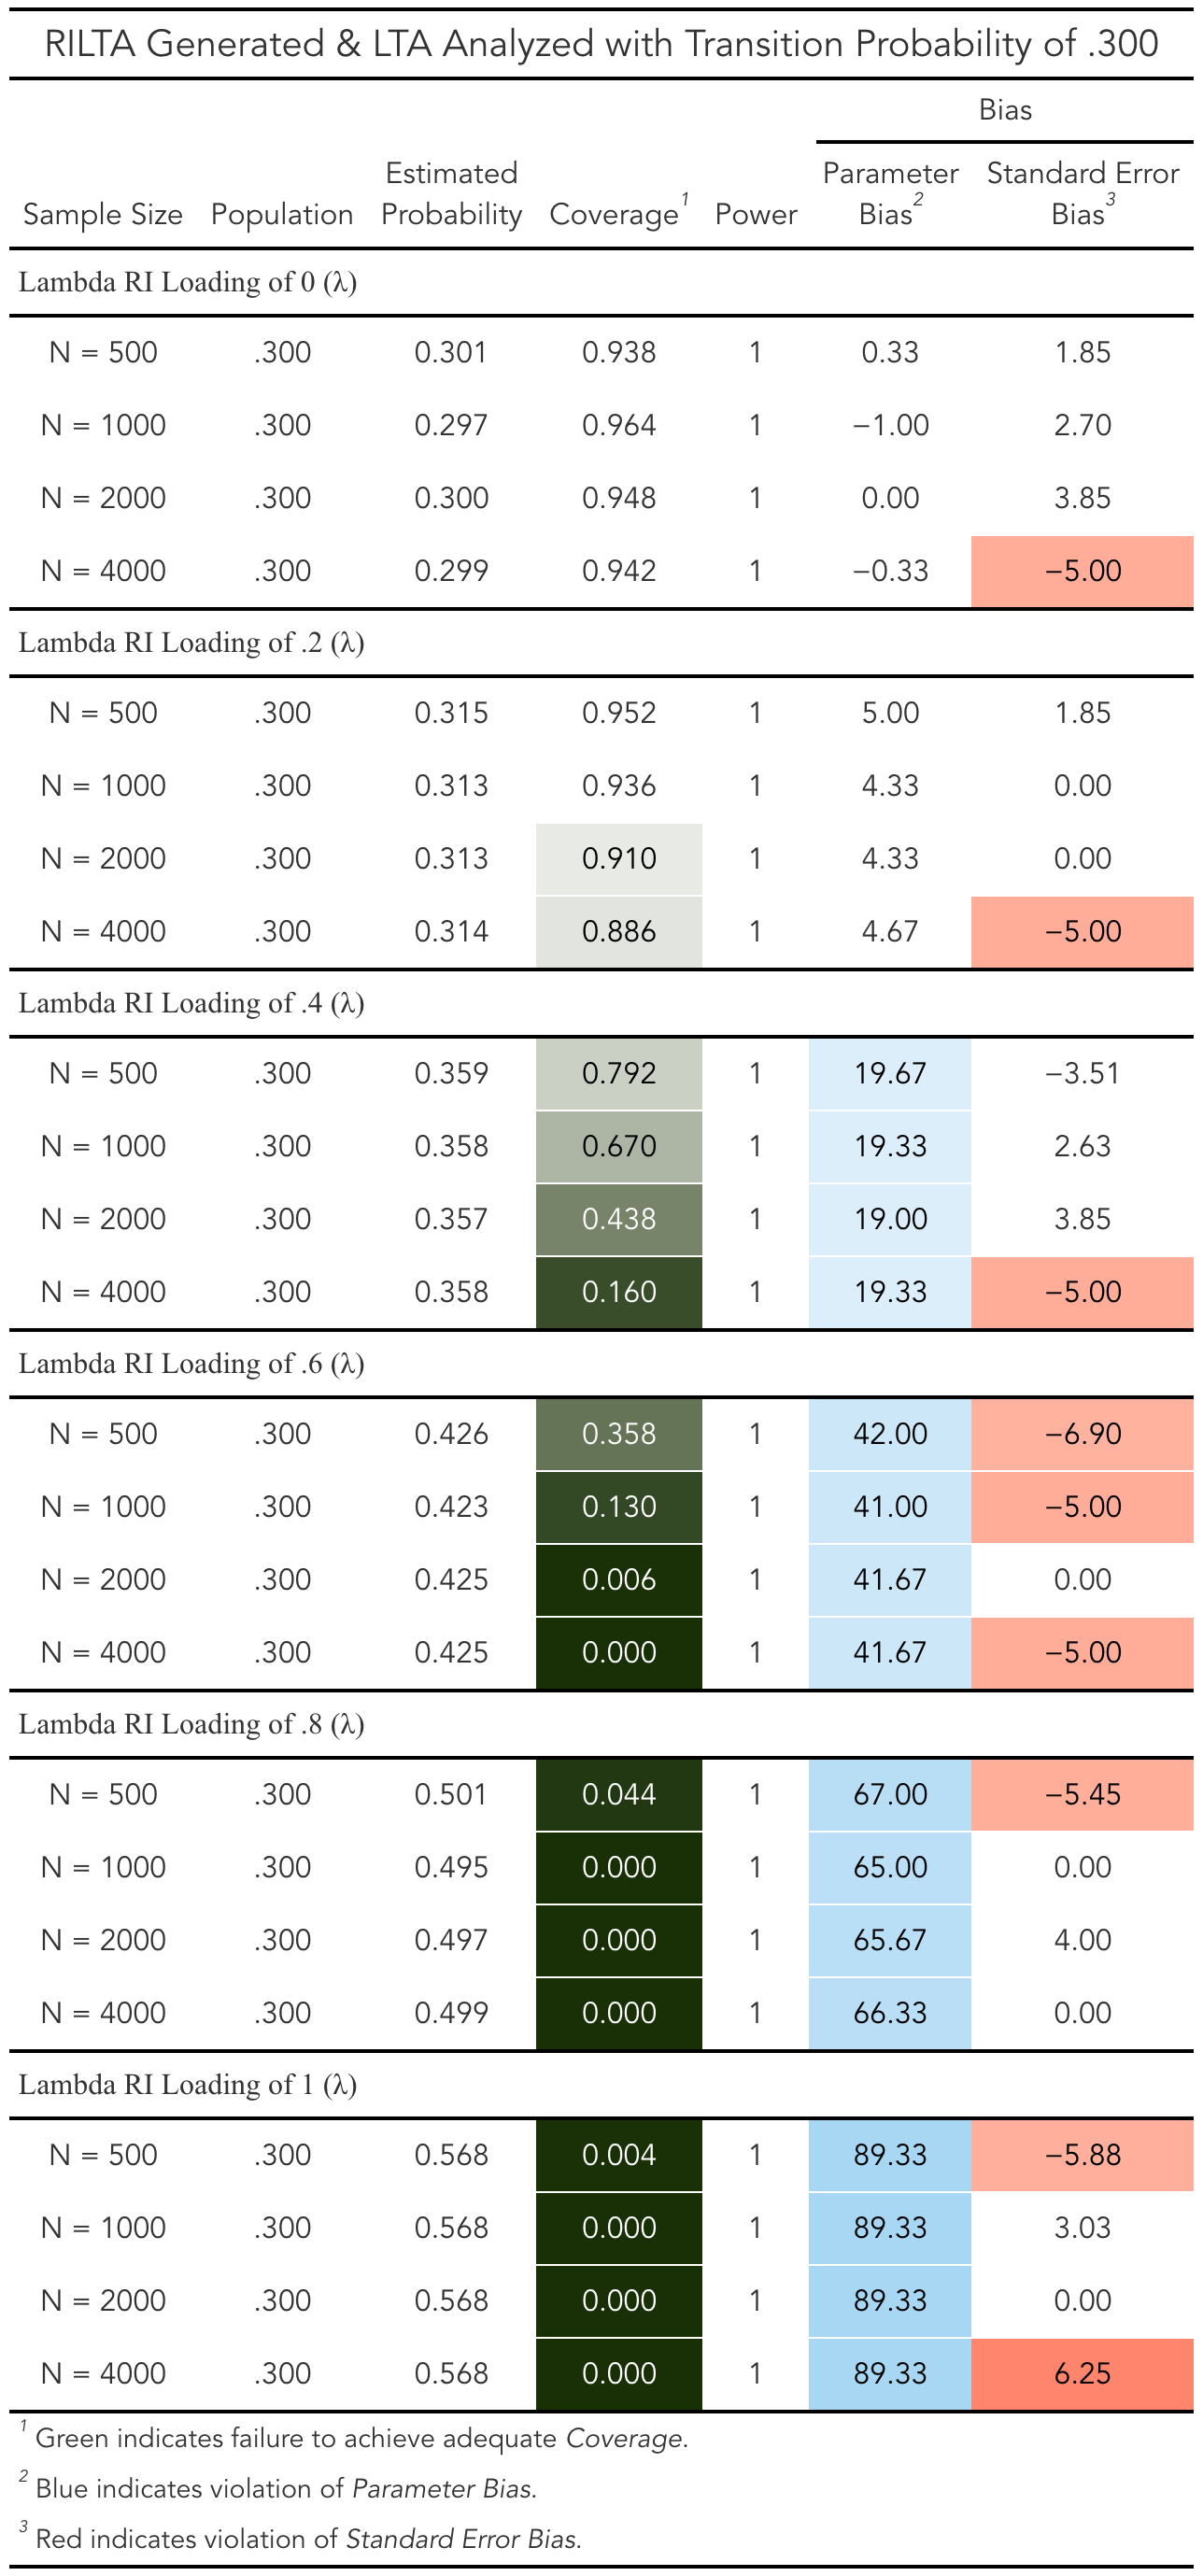 RILTA Generated & LTA Analyzed with Transition Probability of .300
Bias
Estimated Parameter Standard Error
Sample Size Population Probability Coverage¹ Power Bias² Bias³
Lambda RI Loading of 0 (λ)
N = 500 .300 0.301 0.938 1 0.33 1.85
N = 1000 .300 0.297 0.964 1 −1.00 2.70
N = 2000 .300 0.300 0.948 1 0.00 3.85
N = 4000 .300 0.299 0.942 1 −0.33 −5.00
Lambda RI Loading of .2 (λ)
N = 500 .300 0.315 0.952 1 5.00 1.85
N = 1000 .300 0.313 0.936 1 4.33 0.00
N = 2000 .300 0.313 0.910 1 4.33 0.00
N = 4000 .300 0.314 0.886 1 4.67 −5.00
Lambda RI Loading of .4 (λ)
N = 500 .300 0.359 0.792 1 19.67 −3.51
N = 1000 .300 0.358 0.670 1 19.33 2.63
N = 2000 .300 0.357 0.438 1 19.00 3.85
N = 4000 .300 0.358 0.160 1 19.33 −5.00
Lambda RI Loading of .6 (λ)
N = 500 .300 0.426 0.358 1 42.00 −6.90
N = 1000 .300 0.423 0.130 1 41.00 −5.00
N = 2000 .300 0.425 0.006 1 41.67 0.00
N = 4000 .300 0.425 0.000 1 41.67 −5.00
Lambda RI Loading of .8 (λ)
N = 500 .300 0.501 0.044 1 67.00 −5.45
N = 1000 .300 0.495 0.000 1 65.00 0.00
N = 2000 .300 0.497 0.000 1 65.67 4.00
N = 4000 .300 0.499 0.000 1 66.33 0.00
Lambda RI Loading of 1 (λ)
N = 500 .300 0.568 0.004 1 89.33 −5.88
N = 1000 .300 0.568 0.000 1 89.33 3.03
N = 2000 .300 0.568 0.000 1 89.33 0.00
N = 4000 .300 0.568 0.000 1 89.33 6.25
¹ Green indicates failure to achieve adequate Coverage.
² Blue indicates violation of Parameter Bias.
³ Red indicates violation of Standard Error Bias.